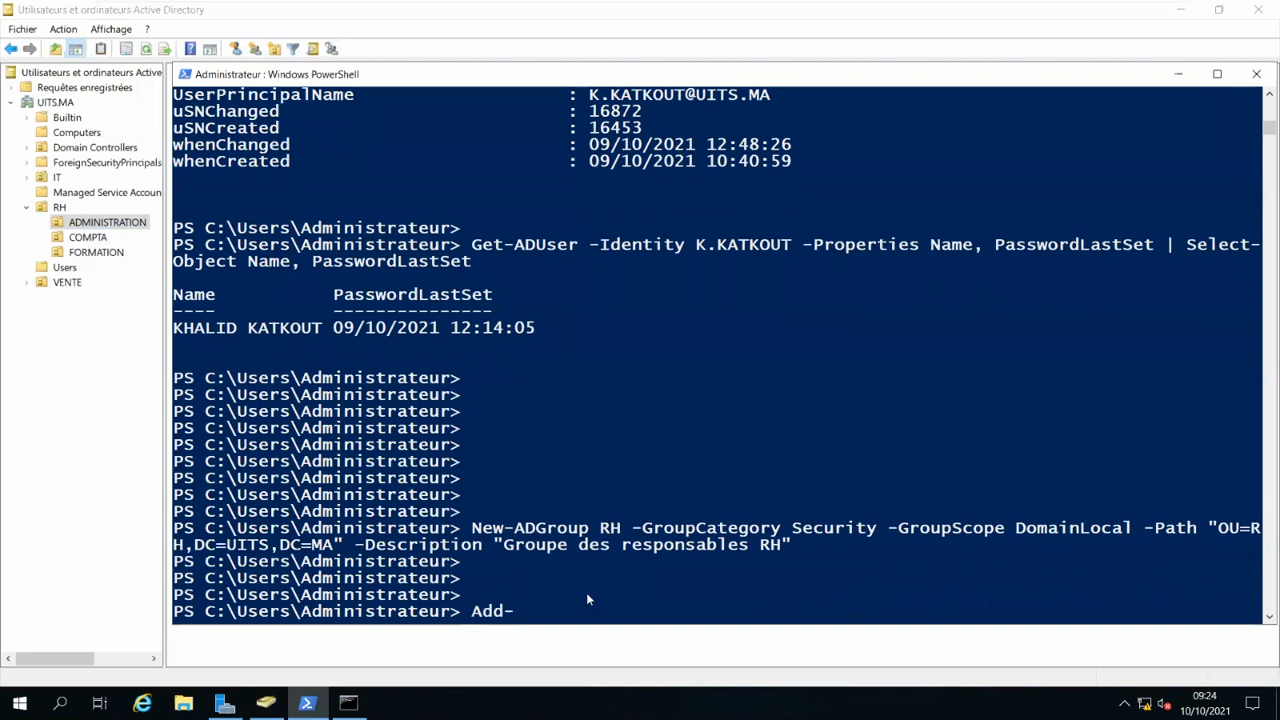 Utilisateurs et ordinateurs Active Directory
Fichier Action Affichage ?
Utilisateurs et ordinateurs Active
Requêtes enregistrées
UITS.MA
Builtin
Computers
Domain Controllers
ForeignSecurityPrincipals
IT
Managed Service Accoun
RH
ADMINISTRATION
COMPTA
FORMATION
Users
VENTE
Administrateur : Windows PowerShell
UserPrincipalName : K.KATKOUT@UITS.MA
uSNChanged : 16872
uSNCreated : 16453
whenChanged : 09/10/2021 12:48:26
whenCreated : 09/10/2021 10:40:59
PS C:\Users\Administrateur>
PS C:\Users\Administrateur> Get-ADUser -Identity K.KATKOUT -Properties Name, PasswordLastSet | Select-
Object Name, PasswordLastSet
Name PasswordLastSet
---- ---------------
KHALID KATKOUT 09/10/2021 12:14:05
PS C:\Users\Administrateur>
PS C:\Users\Administrateur>
PS C:\Users\Administrateur>
PS C:\Users\Administrateur>
PS C:\Users\Administrateur>
PS C:\Users\Administrateur>
PS C:\Users\Administrateur>
PS C:\Users\Administrateur>
PS C:\Users\Administrateur>
PS C:\Users\Administrateur> New-ADGroup RH -GroupCategory Security -GroupScope DomainLocal -Path "OU=R
H,DC=UITS,DC=MA" -Description "Groupe des responsables RH"
PS C:\Users\Administrateur>
PS C:\Users\Administrateur>
PS C:\Users\Administrateur>
PS C:\Users\Administrateur> Add-
09:24
10/10/2021